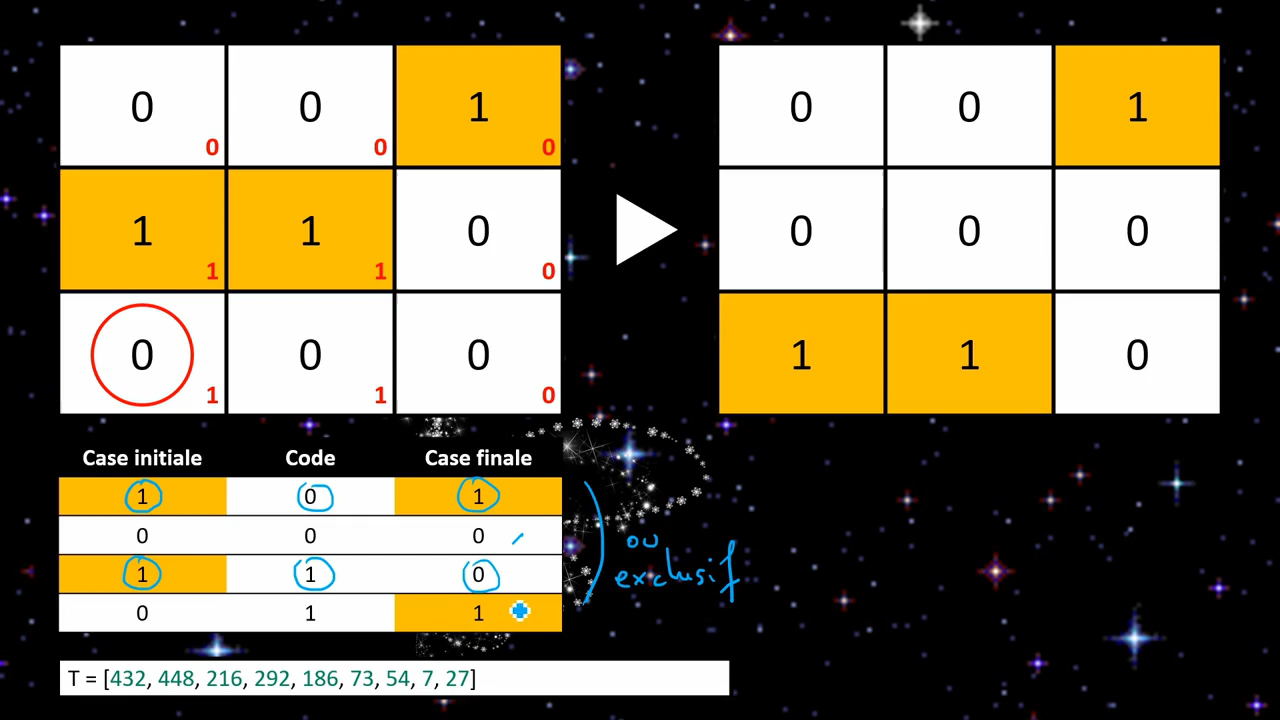 0 0 1 0 0 1
0 0 0
1 1 0 0 0 0
1 1 0
0 0 0 1 1 0
1 1 0
Case initiale Code Case finale
1 0 1
0 0 0
ou
1 1 0
exclusif
0 1 1
T = [432, 448, 216, 292, 186, 73, 54, 7, 27]